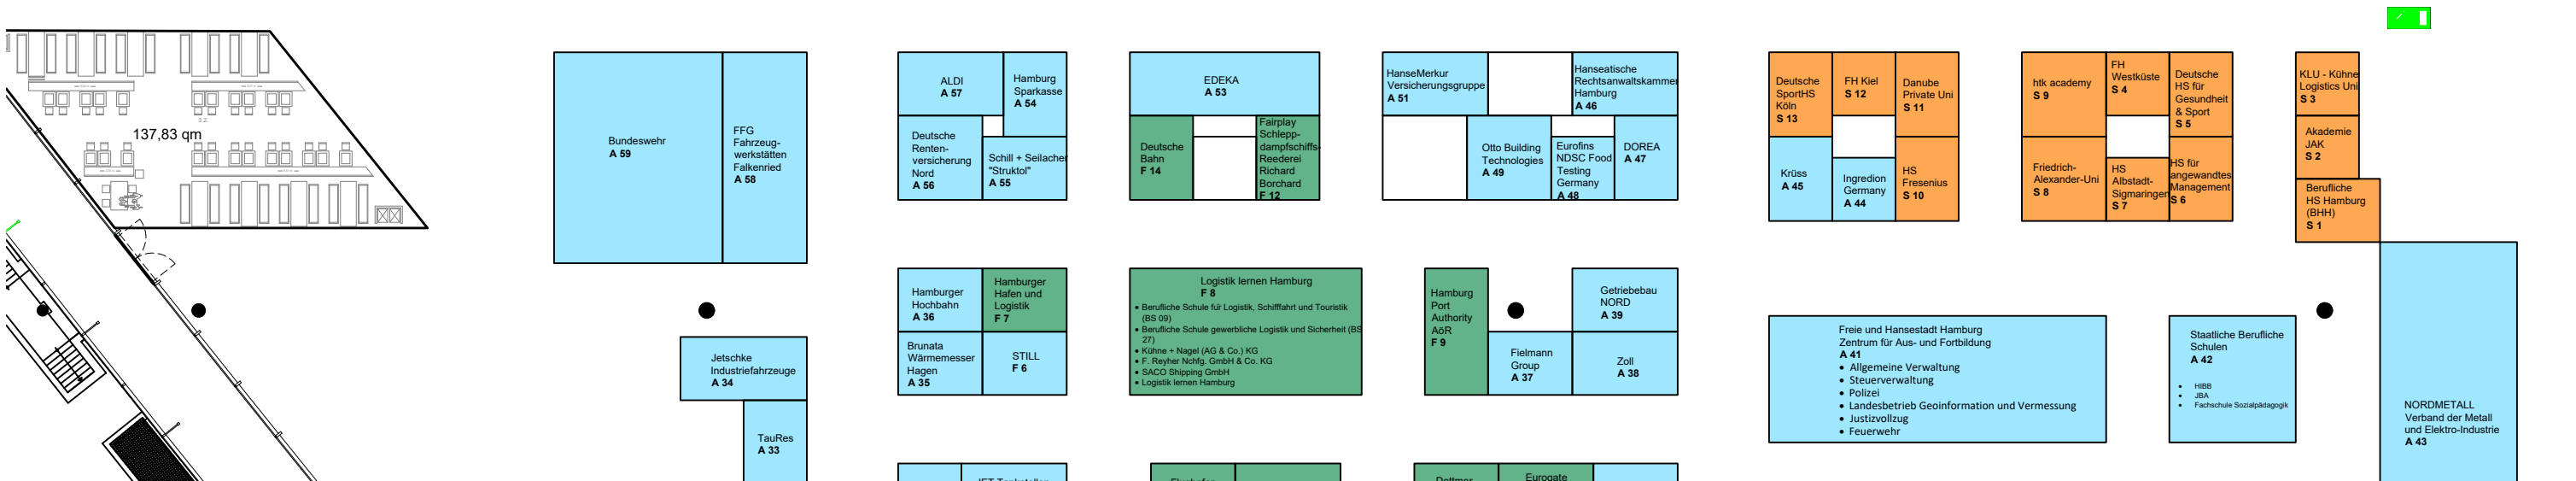 137,83 qm
Bundeswehr
A 59
FFG
Fahrzeug-
werkstätten
Falkenried
A 58
ALDI
A 57
Hamburg
Sparkasse
A 54
Deutsche
Renten-
versicherung
Nord
A 56
Schill + Seilacher
"Struktol"
A 55
EDEKA
A 53
Deutsche
Bahn
F 14
Fairplay
Schlepp-
dampfschiffs-
Reederei
Richard
Borchard
F 12
HanseMerkur
Versicherungsgruppe
A 51
Hanseatische
Rechtsanwaltskammer
Hamburg
A 46
Otto Building
Technologies
A 49
Eurofins
NDSC Food
Testing
Germany
A 48
DOREA
A 47
Deutsche
SportHS
Köln
S 13
FH Kiel
S 12
Danube
Private Uni
S 11
Krüss
A 45
Ingredion
Germany
A 44
HS
Fresenius
S 10
htk academy
S 9
FH
Westküste
S 4
Deutsche
HS für
Gesundheit
& Sport
S 5
Friedrich-
Alexander-Uni
S 8
HS
Albstadt-
Sigmaringen
S 7
HS für
angewandtes
Management
S 6
KLU - Kühne
Logistics Uni
S 3
Akademie
JAK
S 2
Berufliche
HS Hamburg
(BHH)
S 1
Hamburger
Hochbahn
A 36
Hamburger
Hafen und
Logistik
F 7
Brunata
Wärmemesser
Hagen
A 35
STILL
F 6
Logistik lernen Hamburg
F 8
• Berufliche Schule für Logistik, Schifffahrt und Touristik
(BS 09)
• Berufliche Schule gewerbliche Logistik und Sicherheit (BS
27)
• Kühne + Nagel (AG & Co.) KG
• F. Reyher Nchfg. GmbH & Co. KG
• SACO Shipping GmbH
• Logistik lernen Hamburg
Hamburg
Port
Authority
AöR
F 9
Getriebebau
NORD
A 39
Fielmann
Group
A 37
Zoll
A 38
Jetschke
Industriefahrzeuge
A 34
TauRes
A 33
Freie und Hansestadt Hamburg
Zentrum für Aus- und Fortbildung
A 41
• Allgemeine Verwaltung
• Steuerverwaltung
• Polizei
• Landesbetrieb Geoinformation und Vermessung
• Justizvollzug
• Feuerwehr
Staatliche Berufliche
Schulen
A 42
• HIBB
• JBA
• Fachschule Sozialpädagogik
NORDMETALL
Verband der Metall
und Elektro-Industrie
A 43
Eurogate